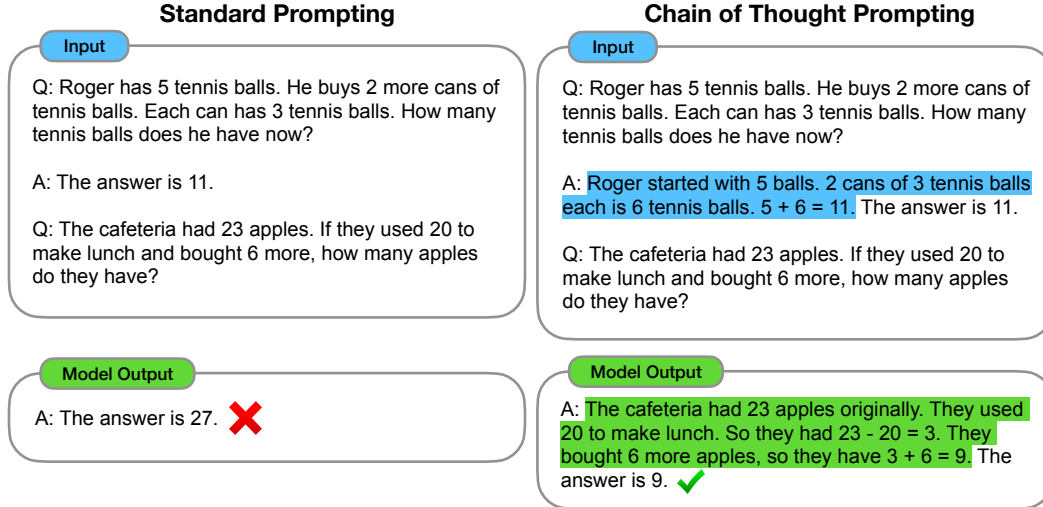 Standard Prompting
Input
Q: Roger has 5 tennis balls. He buys 2 more cans of
tennis balls. Each can has 3 tennis balls. How many
tennis balls does he have now?
A: The answer is 11.
Q: The cafeteria had 23 apples. If they used 20 to
make lunch and bought 6 more, how many apples
do they have?
Model Output
A: The answer is 27.
Chain of Thought Prompting
Input
Q: Roger has 5 tennis balls. He buys 2 more cans of
tennis balls. Each can has 3 tennis balls. How many
tennis balls does he have now?
A: Roger started with 5 balls. 2 cans of 3 tennis balls
each is 6 tennis balls. 5 + 6 = 11. The answer is 11.
Q: The cafeteria had 23 apples. If they used 20 to
make lunch and bought 6 more, how many apples
do they have?
Model Output
A: The cafeteria had 23 apples originally. They used
20 to make lunch. So they had 23 - 20 = 3. They
bought 6 more apples, so they have 3 + 6 = 9. The
answer is 9.